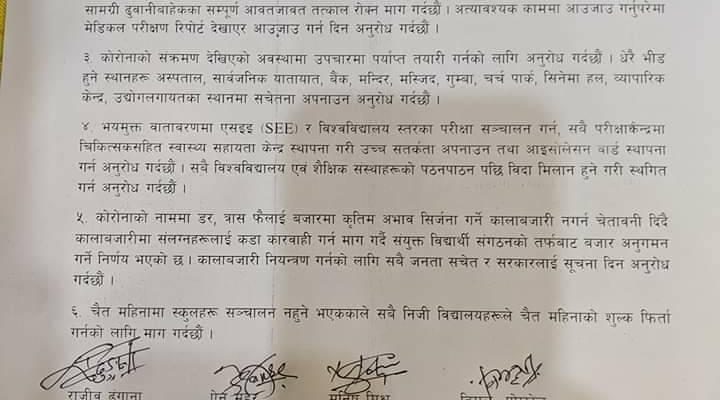 सामग्री ढुवानीबाहेकका सम्पूर्ण आवतजावत तत्काल रोक्न माग गर्दछौं । अत्यावश्यक काममा आउजाउ गर्नुपरेमा
मेडिकल परीक्षण रिपोर्ट देखाएर आउजाउ गर्न दिन अनुरोध गर्दछौं ।
३. कोरोनाको संक्रमण देखिएको अवस्थामा उपचारमा पर्याप्त तयारी गर्नको लागि अनुरोध गर्दछौं । धेरै भीड
हुने स्थानहरू अस्पताल, सार्वजनिक यातायात, बैंक, मन्दिर, मस्जिद, गुम्बा, चर्च पार्क, सिनेमा हल, व्यापारिक
केन्द्र, उद्योगलगायतका स्थानमा सचेतना अपनाउन अनुरोध गर्दछौं ।
४. भयमुक्त वातावरणमा एसइइ (SEE) र विश्वविद्यालय स्तरका परीक्षा सञ्चालन गर्न, सबै परीक्षाकेन्द्रमा
चिकित्सकसहित स्वास्थ्य सहायता केन्द्र स्थापना गरी उच्च सतर्कता अपनाउन तथा आइसोलेसन वार्ड स्थापना
गर्न अनुरोध गर्दछौं । सबै विश्वविद्यालय एवं शैक्षिक संस्थाहरूको पठनपाठन पछि विदा मिलान हुने गरी स्थगित
गर्न अनुरोध गर्दछौं ।
५. कोरोनाको नाममा डर, त्रास फैलाई बजारमा कृतिम अभाव सिर्जना गर्ने कालाबजारी नगर्न चेतावनी दिदै
कालाबजारीमा संलग्नहरूलाई कडा कारवाही गर्न माग गर्दै संयुक्त विद्यार्थी संगठनको तर्फबाट बजार अनुगमन
गर्ने निर्णय भएको छ । कालाबजारी नियन्त्रण गर्नको लागि सबै जनता सचेत र सरकारलाई सूचना दिन अनुरोध
गर्दछौं ।
६. चैत महिनामा स्कुलहरू सञ्चालन नहुने भएककाले सबै निजी विद्यालयहरूले चैत महिनाको शुल्क फिर्ता
गर्नको लागि माग गर्दछौं ।
राजीव ढुंगाना